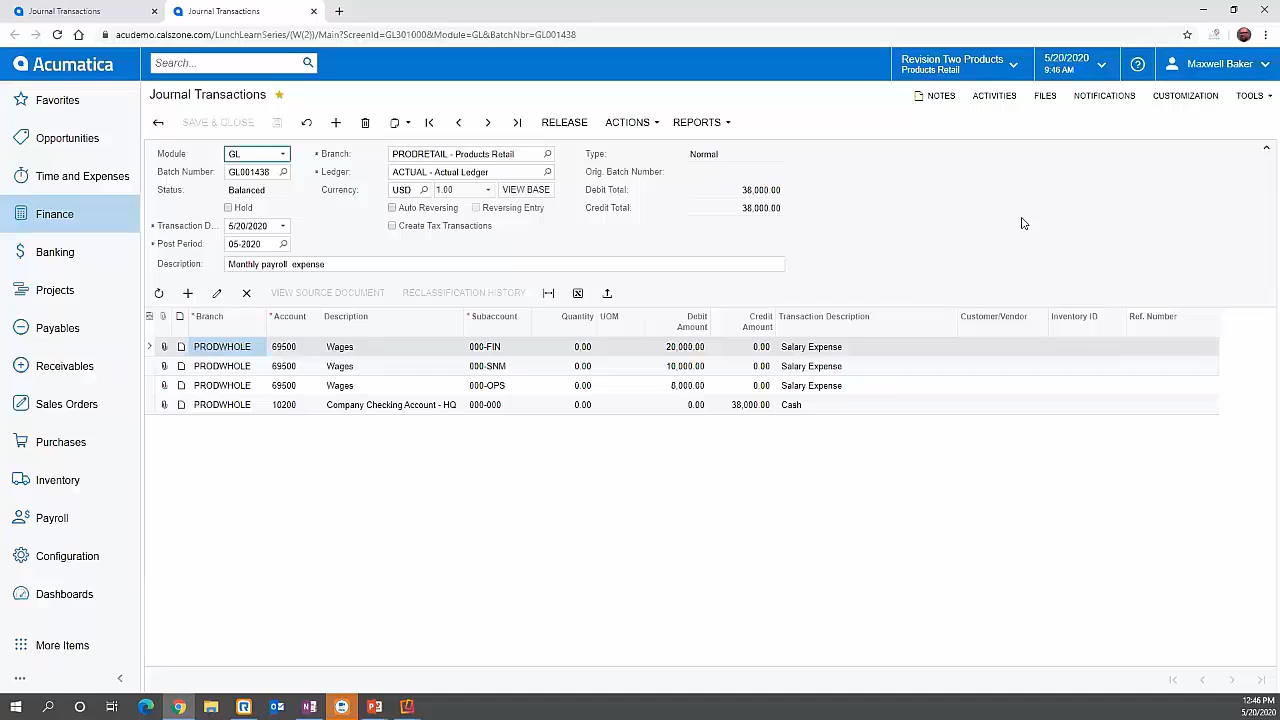 Journal Transactions
Journal Transactions
acudemo.calszone.com/LunchLearnSeries/(W(2))/Main?ScreenId=GL301000&Module=GL&BatchNbr=GL001438
Acumatica
Search...
Revision Two Products
Products Retail
5/20/2020
9:46 AM
Maxwell Baker
Favorites
Opportunities
Time and Expenses
Finance
Banking
Projects
Payables
Receivables
Sales Orders
Purchases
Inventory
Payroll
Configuration
Dashboards
More Items
Journal Transactions
NOTES ACTIVITIES FILES NOTIFICATIONS CUSTOMIZATION TOOLS
SAVE & CLOSE RELEASE ACTIONS REPORTS
Module: GL * Branch: PRODRETAIL - Products Retail Type: Normal
Batch Number: GL001438 * Ledger: ACTUAL - Actual Ledger Orig. Batch Number:
Status: Balanced Currency: USD 1.00 VIEW BASE Debit Total: 38,000.00
Hold Auto Reversing Reversing Entry Credit Total: 38,000.00
* Transaction D... 5/20/2020 Create Tax Transactions
* Post Period: 05-2020
Description: Monthly payroll expense
VIEW SOURCE DOCUMENT RECLASSIFICATION HISTORY
* Branch * Account Description * Subaccount Quantity UOM Debit Amount Credit Amount Transaction Description Customer/Vendor Inventory ID Ref. Number
PRODWHOLE 69500 Wages 000-FIN 0.00 20,000.00 0.00 Salary Expense
PRODWHOLE 69500 Wages 000-SNM 0.00 10,000.00 0.00 Salary Expense
PRODWHOLE 69500 Wages 000-OPS 0.00 8,000.00 0.00 Salary Expense
PRODWHOLE 10200 Company Checking Account - HQ 000-000 0.00 0.00 38,000.00 Cash
12:46 PM
5/20/2020